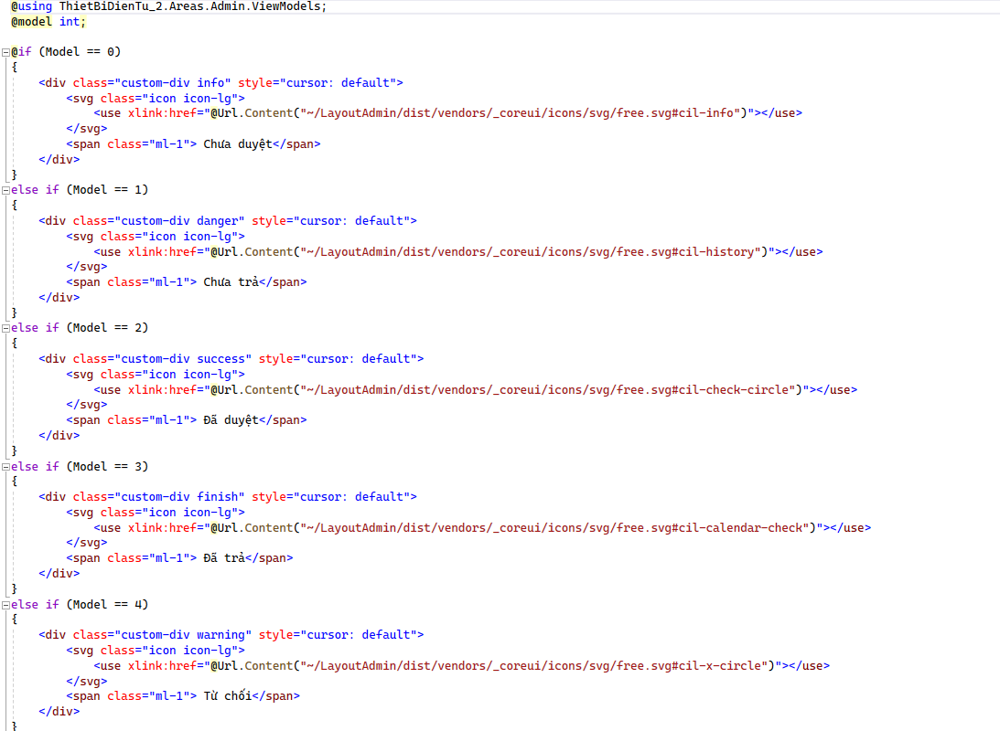 @using ThietBiDienTu_2.Areas.Admin.ViewModels;
@model int;
@if (Model == 0)
{
<div class="custom-div info" style="cursor: default">
<svg class="icon icon-lg">
<use xlink:href="@Url.Content("~/LayoutAdmin/dist/vendors/_coreui/icons/svg/free.svg#cil-info")"></use>
</svg>
<span class="ml-1"> Chưa duyệt</span>
</div>
}
else if (Model == 1)
{
<div class="custom-div danger" style="cursor: default">
<svg class="icon icon-lg">
<use xlink:href="@Url.Content("~/LayoutAdmin/dist/vendors/_coreui/icons/svg/free.svg#cil-history")"></use>
</svg>
<span class="ml-1"> Chưa trả</span>
</div>
}
else if (Model == 2)
{
<div class="custom-div success" style="cursor: default">
<svg class="icon icon-lg">
<use xlink:href="@Url.Content("~/LayoutAdmin/dist/vendors/_coreui/icons/svg/free.svg#cil-check-circle")"></use>
</svg>
<span class="ml-1"> Đã duyệt</span>
</div>
}
else if (Model == 3)
{
<div class="custom-div finish" style="cursor: default">
<svg class="icon icon-lg">
<use xlink:href="@Url.Content("~/LayoutAdmin/dist/vendors/_coreui/icons/svg/free.svg#cil-calendar-check")"></use>
</svg>
<span class="ml-1"> Đã trả</span>
</div>
}
else if (Model == 4)
{
<div class="custom-div warning" style="cursor: default">
<svg class="icon icon-lg">
<use xlink:href="@Url.Content("~/LayoutAdmin/dist/vendors/_coreui/icons/svg/free.svg#cil-x-circle")"></use>
</svg>
<span class="ml-1"> Từ chối</span>
</div>
}